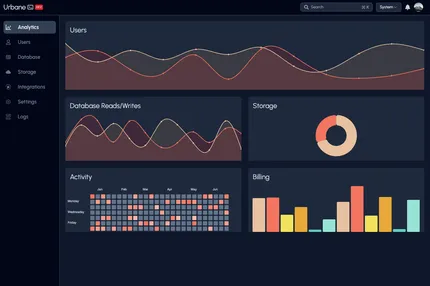 Urbane
Search
⌘ K
System
Analytics
Users
Database
Storage
Integrations
Settings
Logs
Users
Database Reads/Writes
Storage
Activity
Jan Feb Mar Apr May Jun
Monday
Wednesday
Friday
Billing